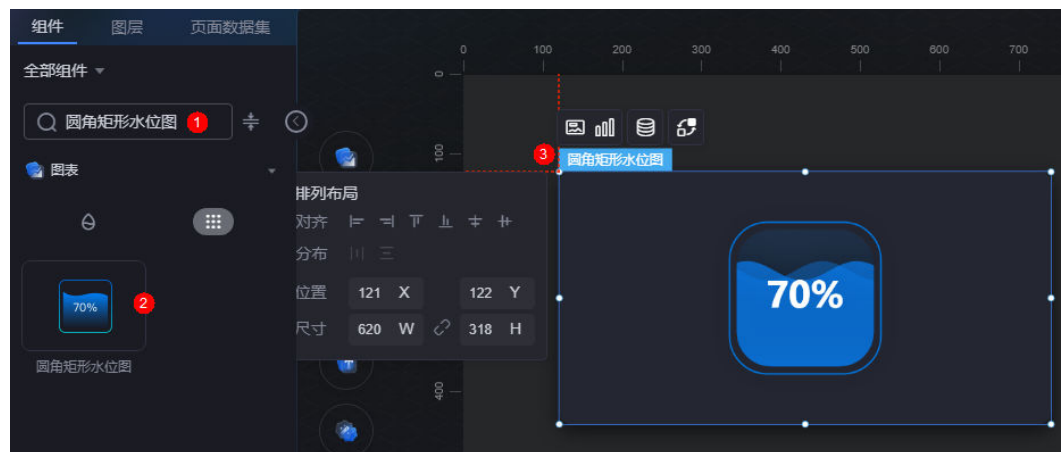 组件 图层 页面数据集
全部组件
圆角矩形水位图 1
图表
70%
2
圆角矩形水位图
0 100 200 300 400 500 600 700
0
100
400
排列布局
对齐
分布
位置 121 X 122 Y
尺寸 620 W 318 H
3 圆角矩形水位图
70%